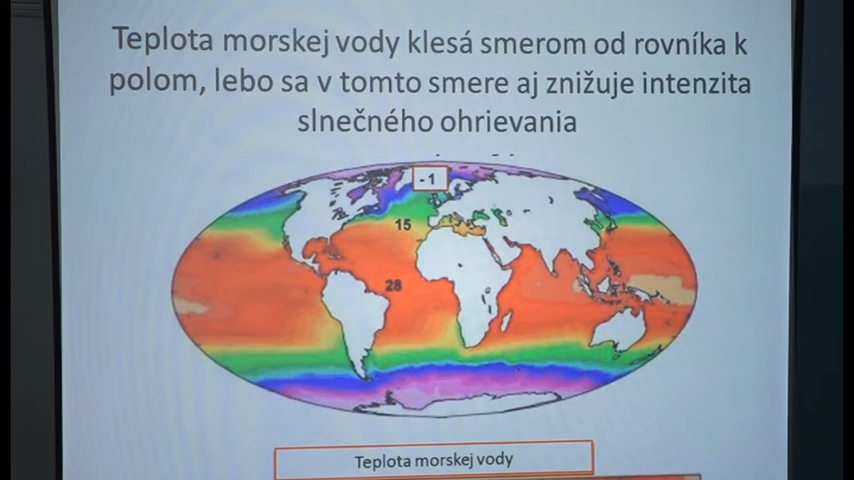 Teplota morskej vody klesá smerom od rovníka k
polom, lebo sa v tomto smere aj znižuje intenzita
slnečného ohrievania
-1
15
28
Teplota morskej vody